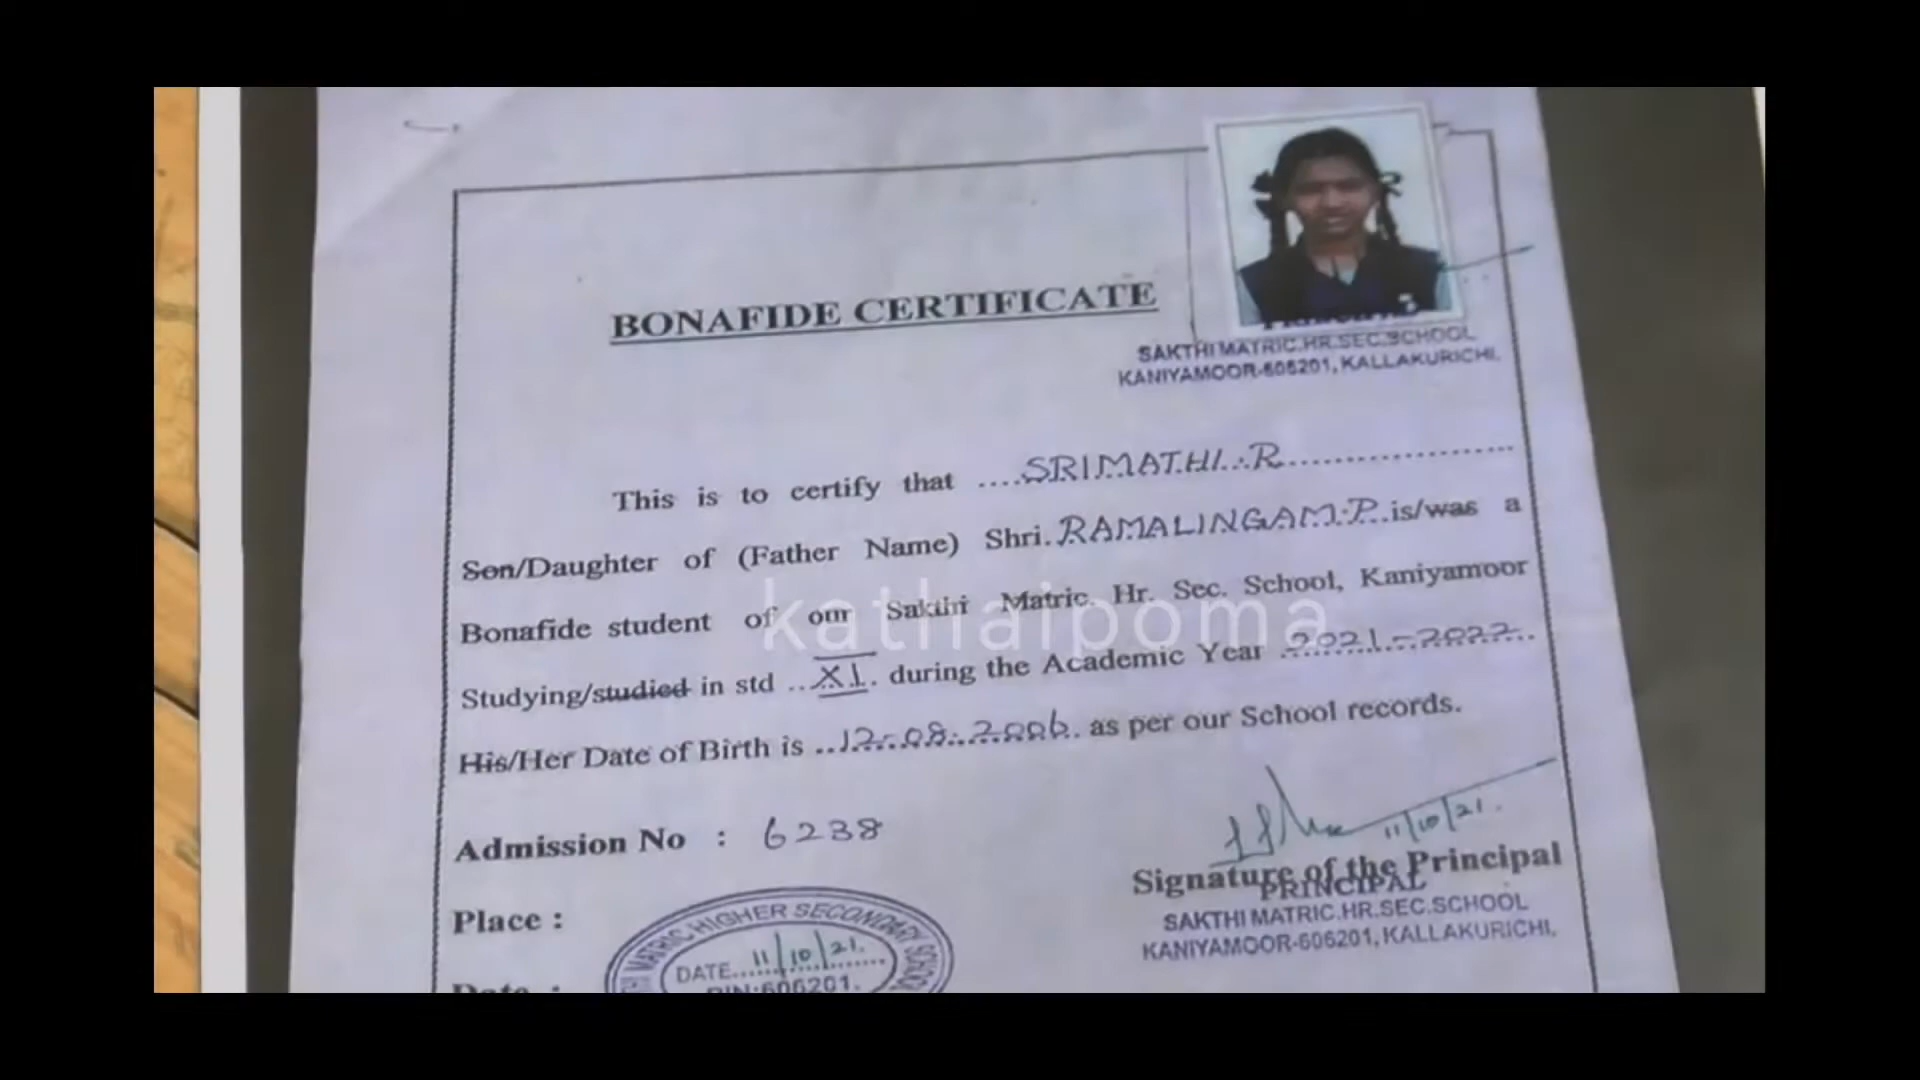 BONAFIDE CERTIFICATE
SAKTHI MATRIC.HR.SEC.SCHOOL
KANIYAMOOR-606201, KALLAKURICHI.
This is to certify that ....SRIMATHI..R..................
Son/Daughter of (Father Name) Shri.RAMALINGAM.P..is/was a
Bonafide student of our Sakthi Matric. Hr. Sec. School, Kaniyamoor
kathaipoma
Studying/studied in std ..XI. during the Academic Year .2021-2022..
His/Her Date of Birth is ..12-08-2006. as per our School records.
Admission No : 6238
11/10/21.
Signature of the Principal
PRINCIPAL
SAKTHI MATRIC.HR.SEC.SCHOOL
KANIYAMOOR-606201, KALLAKURICHI.
Place :
MATRIC HIGHER SECONDARY SCHOOL
DATE 11/10/21.
PIN:606201.
Date :